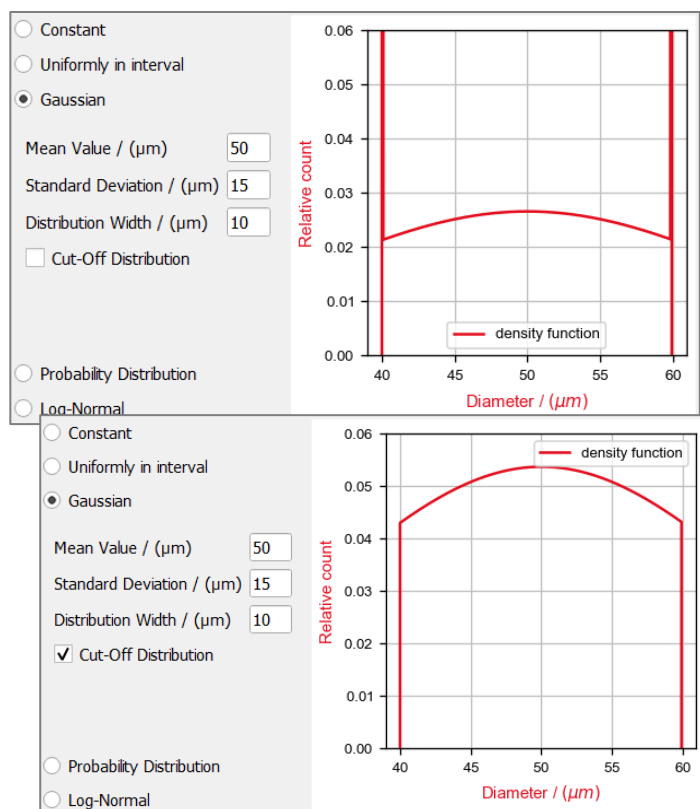 Constant
Uniformly in interval
Gaussian
Mean Value / (µm) 50
Standard Deviation / (µm) 15
Distribution Width / (µm) 10
Cut-Off Distribution
Probability Distribution
Log-Normal
Relative count
0.06
0.05
0.04
0.03
0.02
0.01
0.00
density function
40 45 50 55 60
Diameter / (µm)
Constant
Uniformly in interval
Gaussian
Mean Value / (µm) 50
Standard Deviation / (µm) 15
Distribution Width / (µm) 10
Cut-Off Distribution
Probability Distribution
Log-Normal
Relative count
0.06
0.05
0.04
0.03
0.02
0.01
0.00
density function
40 45 50 55 60
Diameter / (µm)